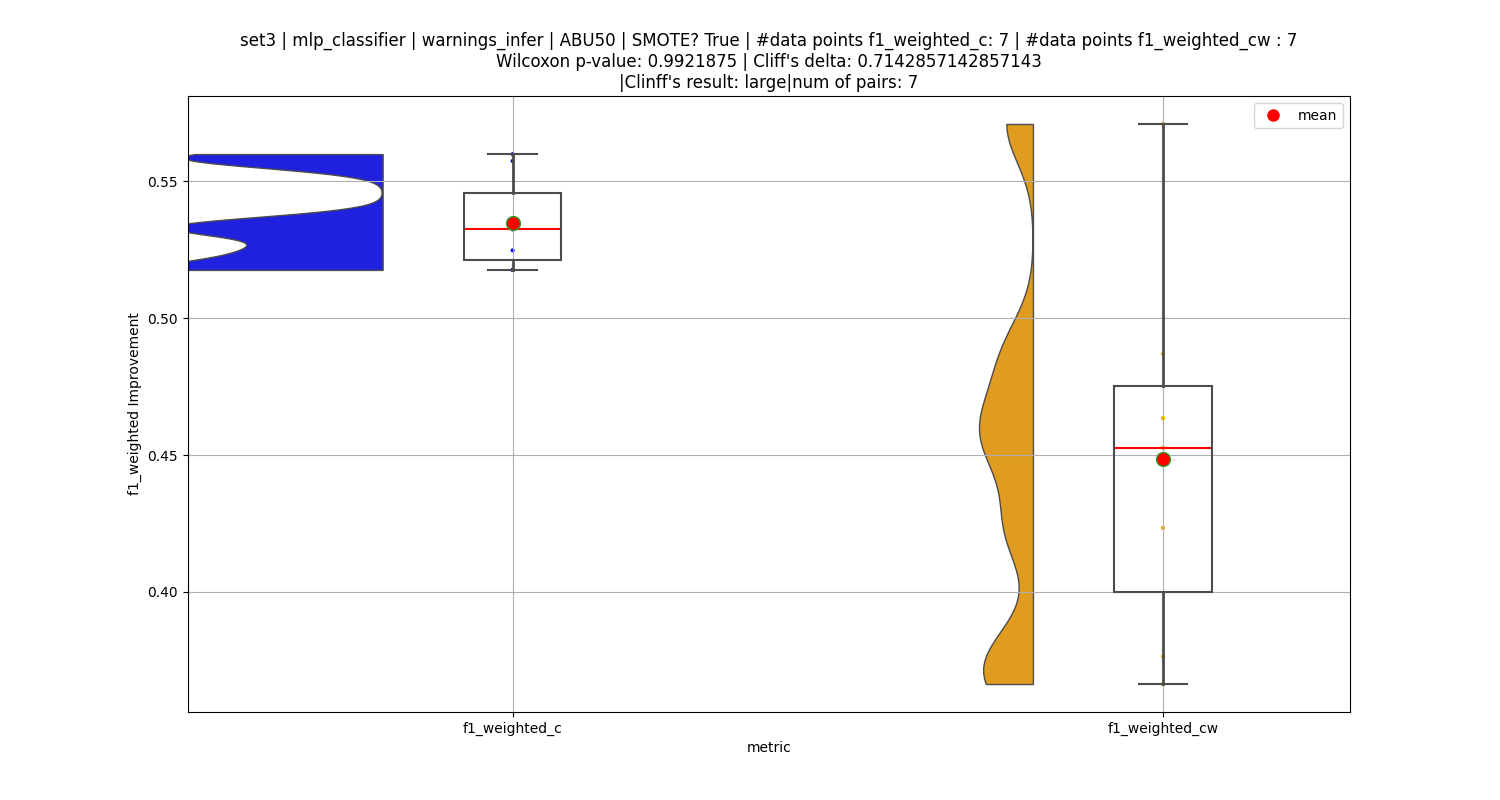 set3 | mlp_classifier | warnings_infer | ABU50 | SMOTE? True | #data points f1_weighted_c: 7 | #data points f1_weighted_cw : 7
Wilcoxon p-value: 0.9921875 | Cliff's delta: 0.7142857142857143
|Clinff's result: large|num of pairs: 7
mean
0.55
0.50
0.45
0.40
f1_weighted Improvement
f1_weighted_c
f1_weighted_cw
metric